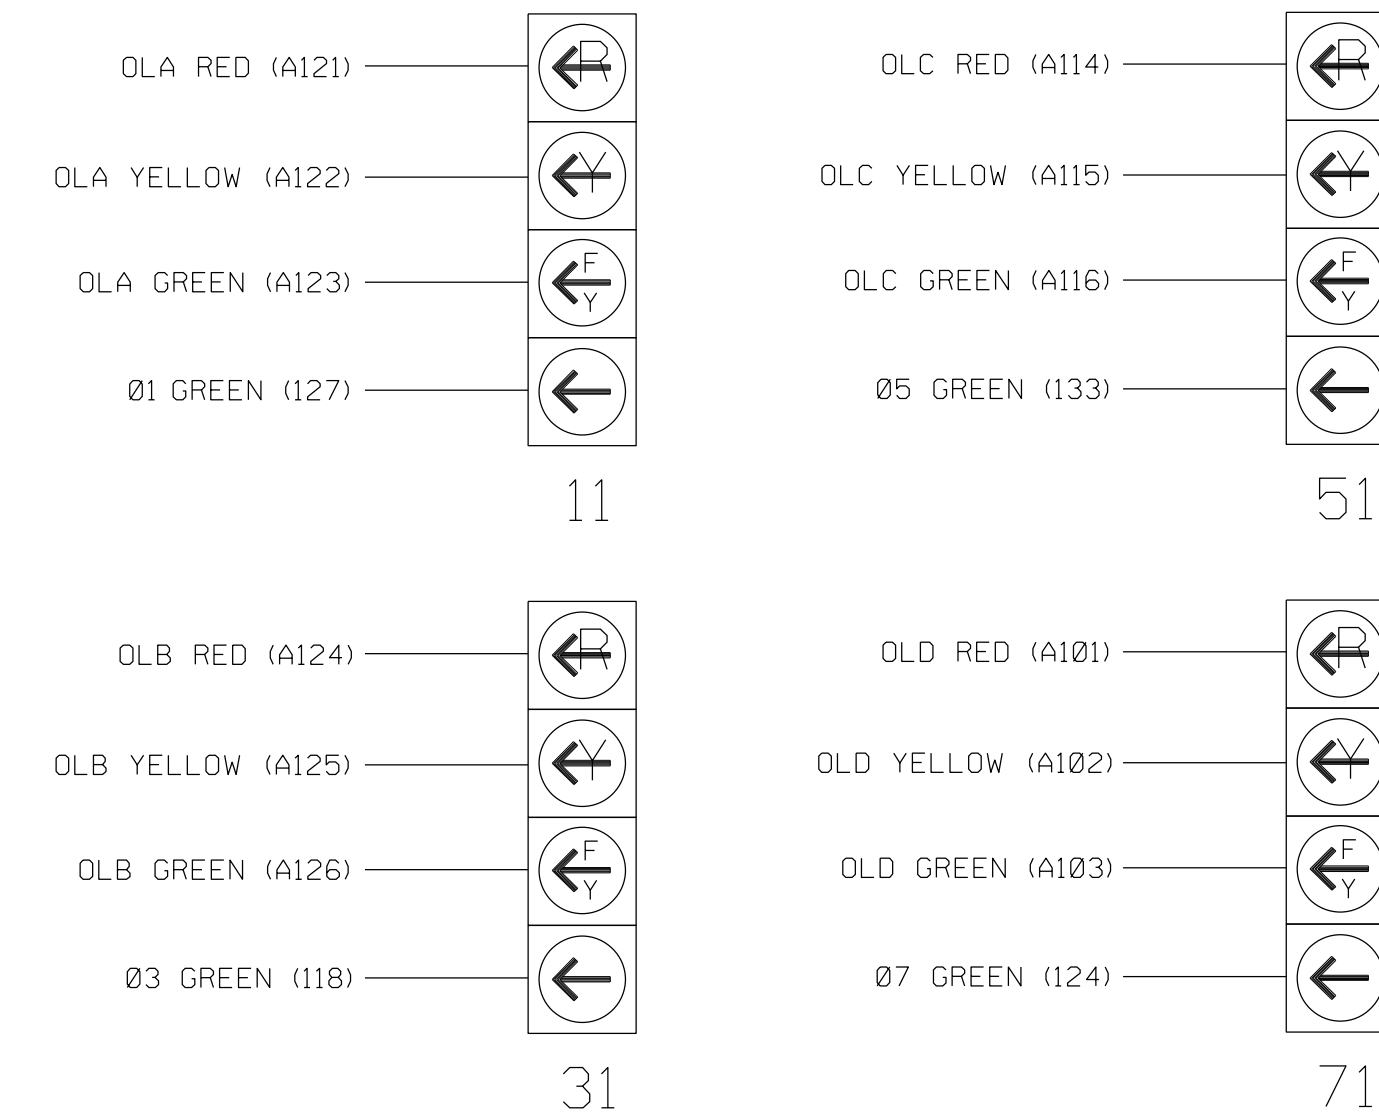 OLA RED (A121)
R
OLA YELLOW (A122)
Y
OLA GREEN (A123)
F
Y
Ø1 GREEN (127)
11
OLC RED (A114)
R
OLC YELLOW (A115)
Y
OLC GREEN (A116)
F
Y
Ø5 GREEN (133)
51
OLB RED (A124)
R
OLB YELLOW (A125)
Y
OLB GREEN (A126)
F
Y
Ø3 GREEN (118)
31
OLD RED (A1Ø1)
R
OLD YELLOW (A1Ø2)
Y
OLD GREEN (A1Ø3)
F
Y
Ø7 GREEN (124)
71